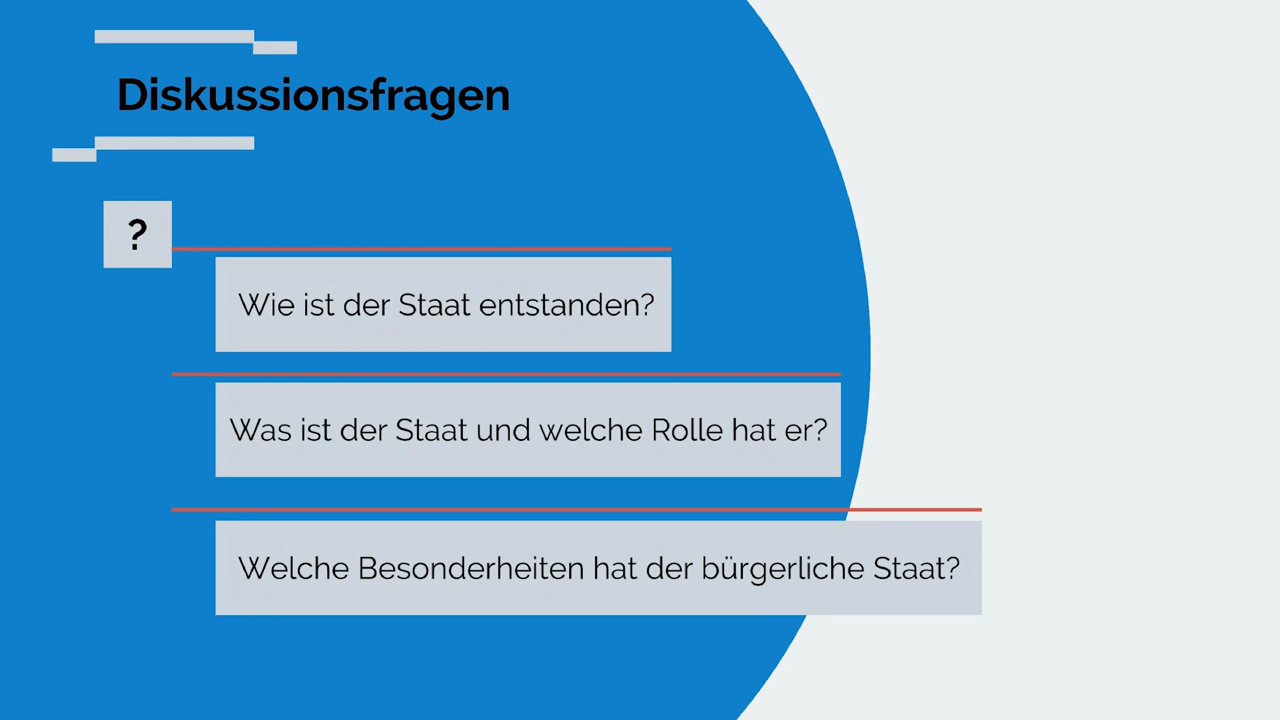 Diskussionsfragen
?
Wie ist der Staat entstanden?
Was ist der Staat und welche Rolle hat er?
Welche Besonderheiten hat der bürgerliche Staat?